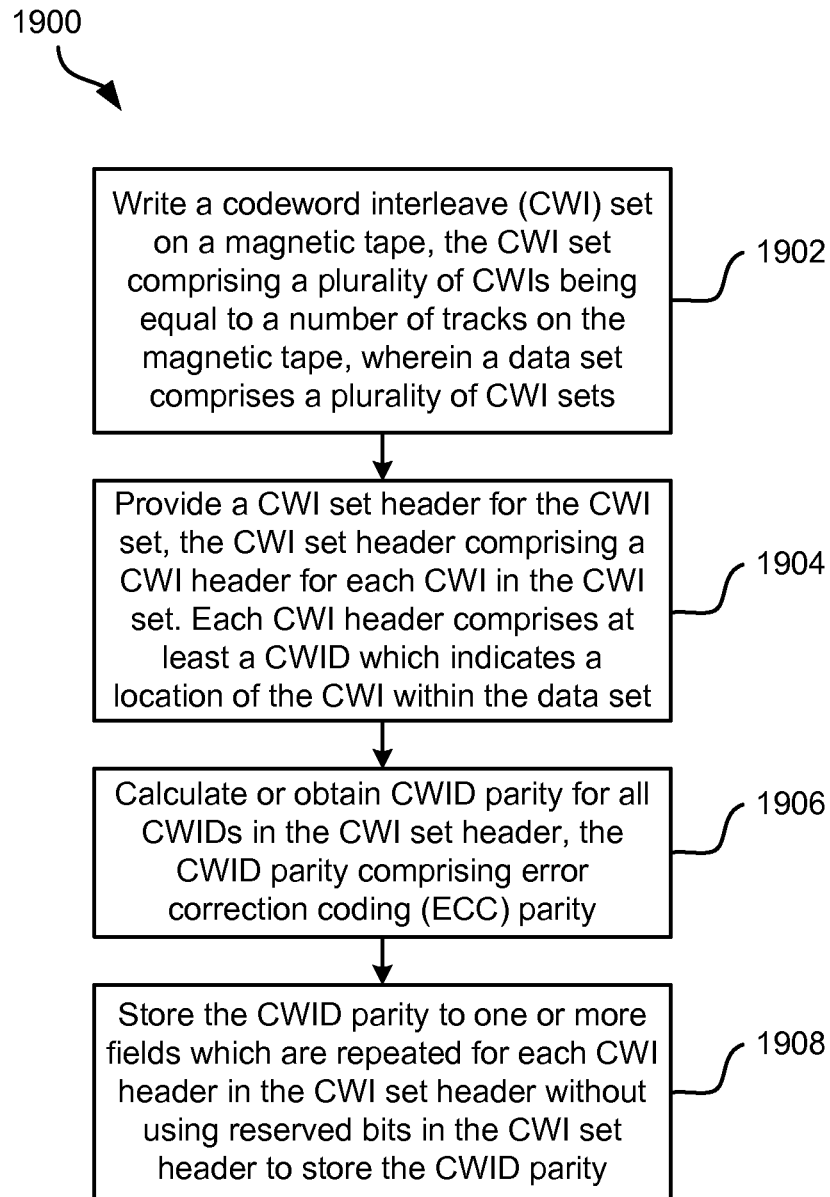 1900
Write a codeword interleave (CWI) set
on a magnetic tape, the CWI set
comprising a plurality of CWIs being
equal to a number of tracks on the
magnetic tape, wherein a data set
comprises a plurality of CWI sets
1902
Provide a CWI set header for the CWI
set, the CWI set header comprising a
CWI header for each CWI in the CWI
set. Each CWI header comprises at
least a CWID which indicates a
location of the CWI within the data set
1904
Calculate or obtain CWID parity for all
CWIDs in the CWI set header, the
CWID parity comprising error
correction coding (ECC) parity
1906
Store the CWID parity to one or more
fields which are repeated for each CWI
header in the CWI set header without
using reserved bits in the CWI set
header to store the CWID parity
1908